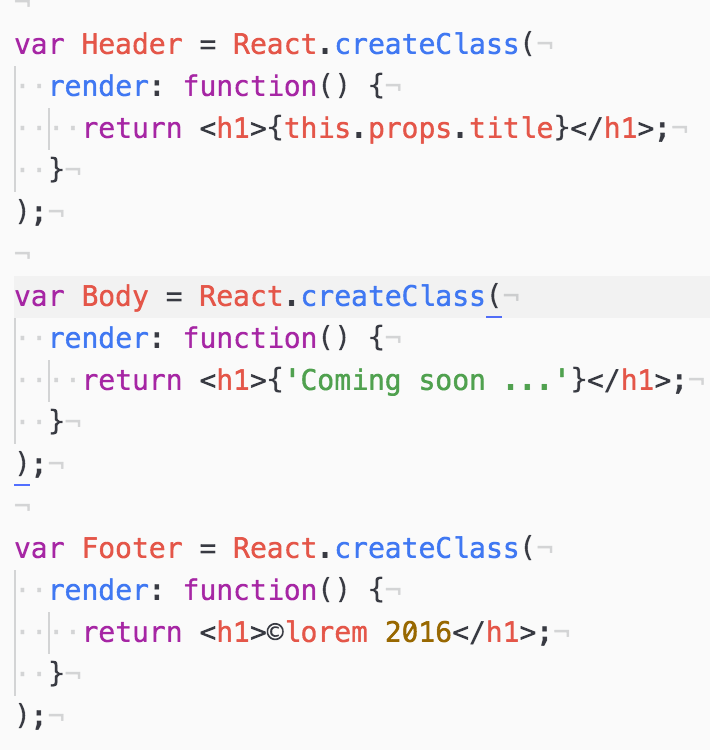 var Header = React.createClass(
  render: function() {
    return <h1>{this.props.title}</h1>;
  }
);

var Body = React.createClass(
  render: function() {
    return <h1>{'Coming soon ...'}</h1>;
  }
);

var Footer = React.createClass(
  render: function() {
    return <h1>©lorem 2016</h1>;
  }
);